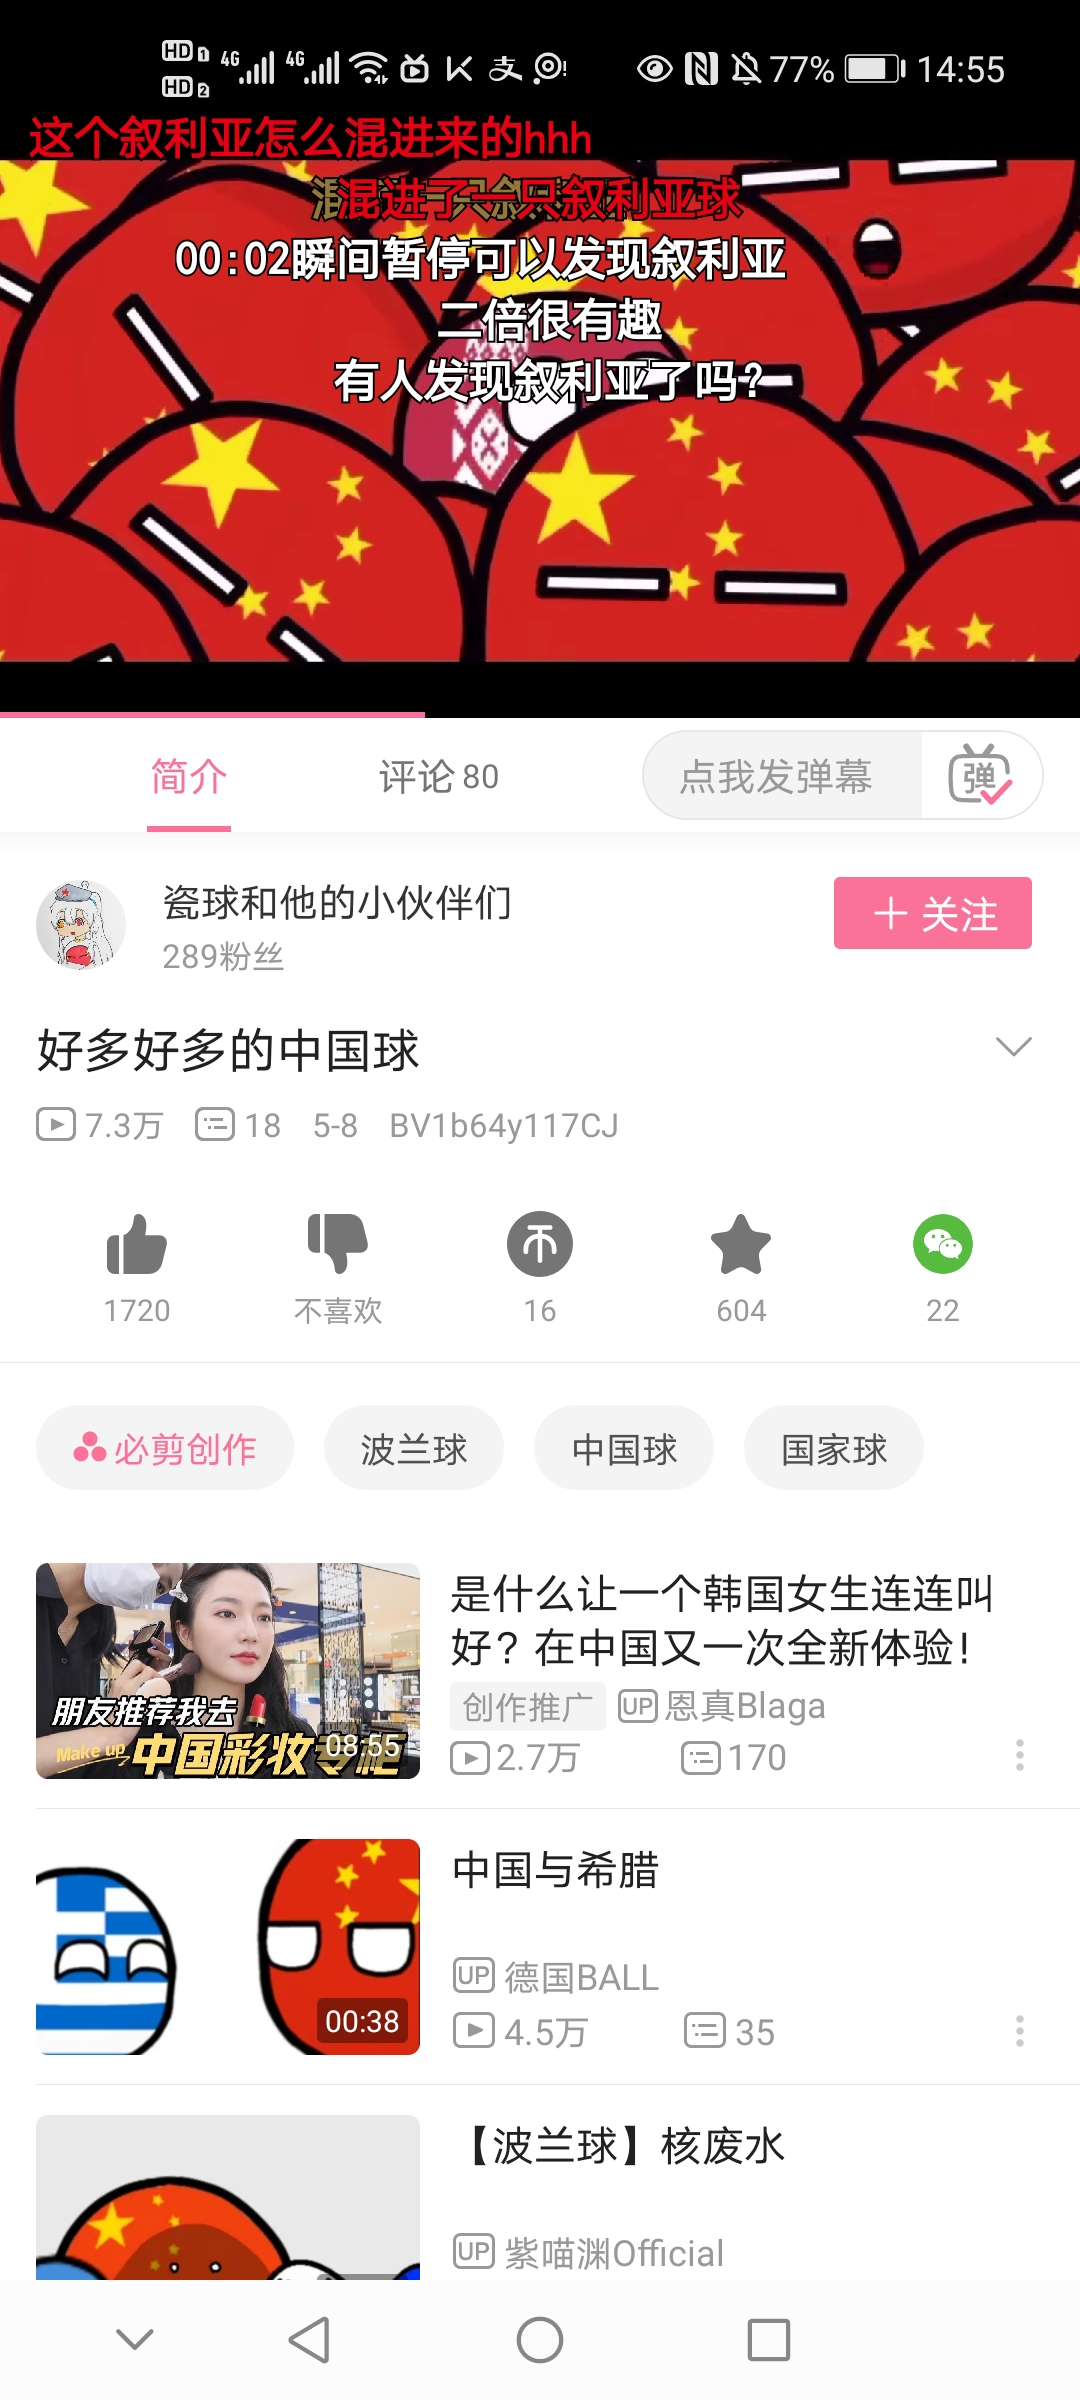 HD 1 4G 4G 77% 14:55
HD 2
这个叙利亚怎么混进来的hhh
混进了一只叙利亚球
00:02瞬间暂停可以发现叙利亚
二倍很有趣
有人发现叙利亚了吗?
简介 评论 80 点我发弹幕 弹
瓷球和他的小伙伴们
289粉丝
+ 关注
好多好多的中国球
7.3万 18 5-8 BV1b64y117CJ
1720 不喜欢 16 604 22
必剪创作 波兰球 中国球 国家球
朋友推荐我去
Make up 中国彩妆专柜
08:55
是什么让一个韩国女生连连叫
好？在中国又一次全新体验！
创作推广 UP 恩真Blaga
2.7万 170
00:38
中国与希腊
UP 德国BALL
4.5万 35
【波兰球】核废水
UP 紫喵渊Official